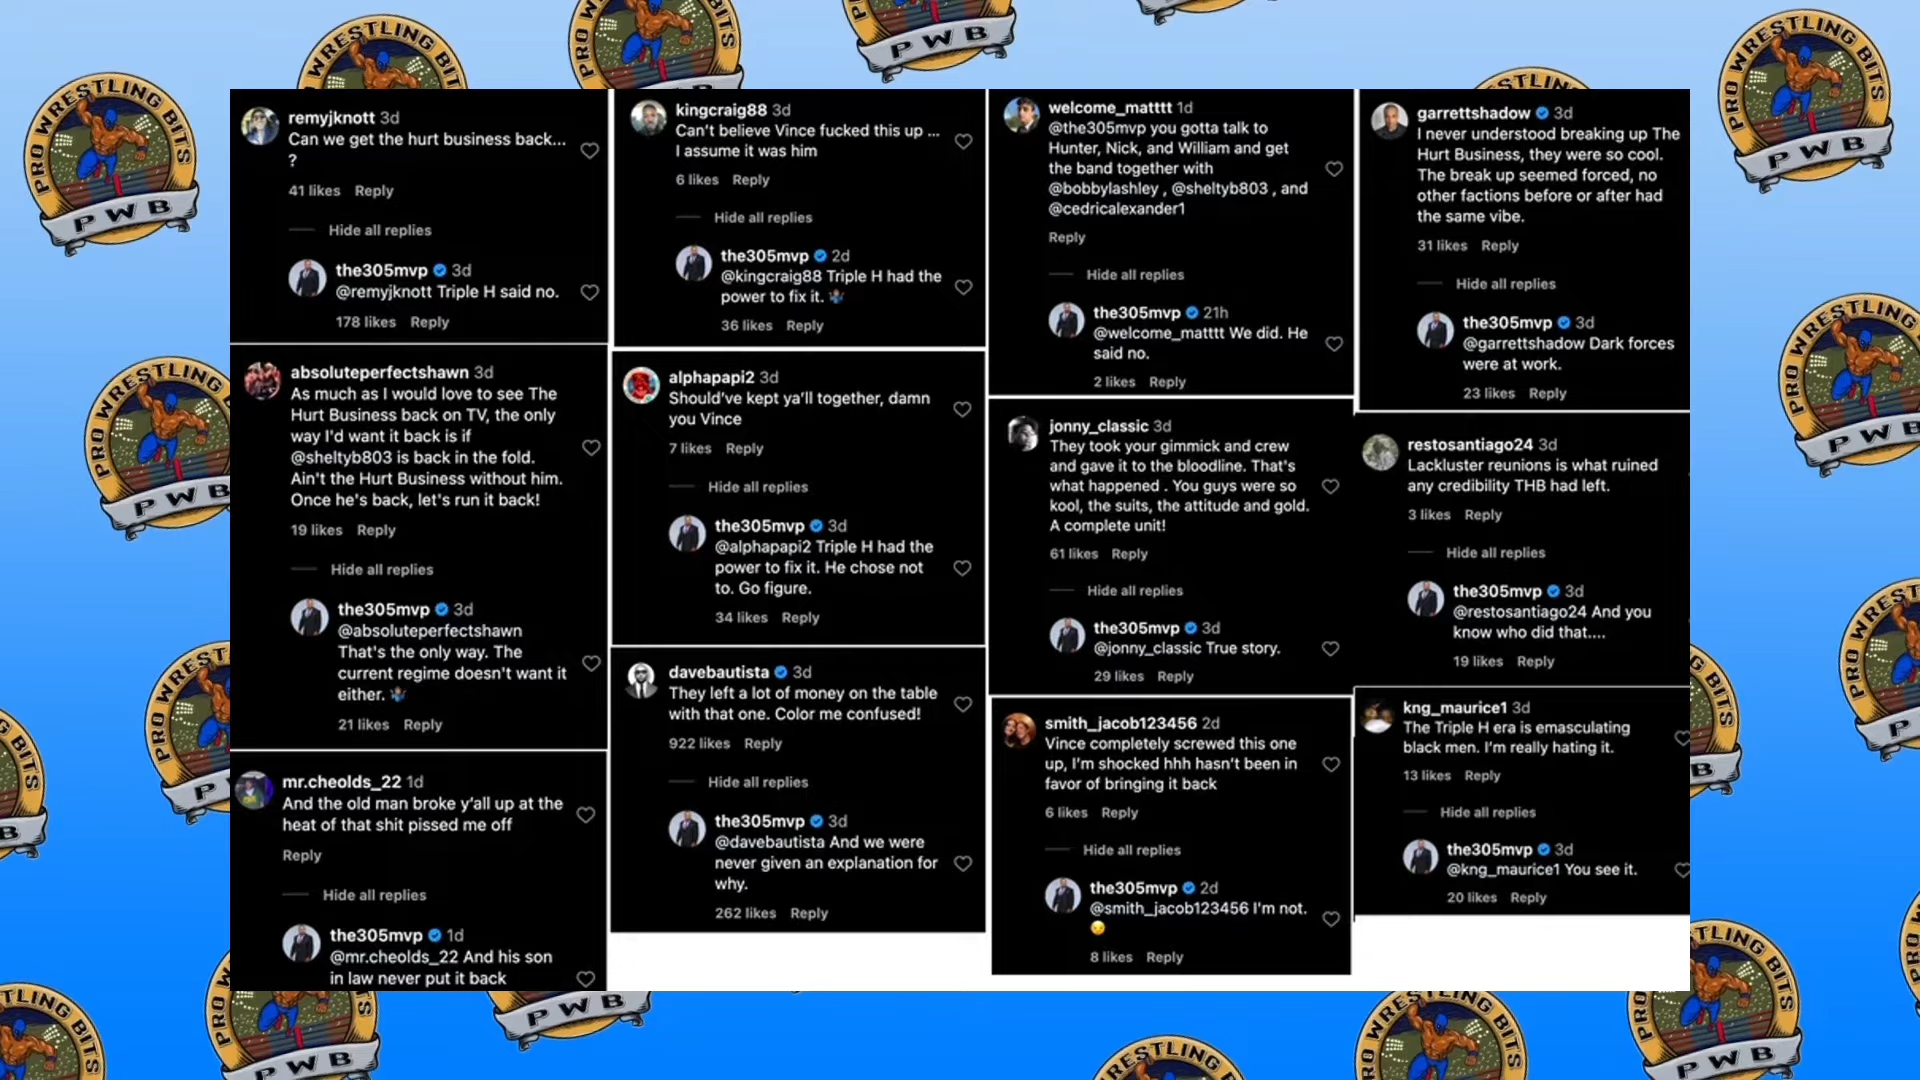 remyjknott 3d
Can we get the hurt business back...
?
41 likes Reply
Hide all replies
the305mvp 3d
@remyjknott Triple H said no.
178 likes Reply
absoluteperfectshawn 3d
As much as I would love to see The
Hurt Business back on TV, the only
way I'd want it back is if
@sheltyb803 is back in the fold.
Ain't the Hurt Business without him.
Once he's back, let's run it back!
19 likes Reply
Hide all replies
the305mvp 3d
@absoluteperfectshawn
That's the only way. The
current regime doesn't want it
either. 🤷🏾‍♂️
21 likes Reply
mr.cheolds_22 1d
And the old man broke y'all up at the
heat of that shit pissed me off
Reply
Hide all replies
the305mvp 1d
@mr.cheolds_22 And his son
in law never put it back
kingcraig88 3d
Can't believe Vince fucked this up ...
I assume it was him
6 likes Reply
Hide all replies
the305mvp 2d
@kingcraig88 Triple H had the
power to fix it. 🤷🏾‍♂️
36 likes Reply
alphapapi2 3d
Should've kept ya'll together, damn
you Vince
7 likes Reply
Hide all replies
the305mvp 3d
@alphapapi2 Triple H had the
power to fix it. He chose not
to. Go figure.
34 likes Reply
davebautista 3d
They left a lot of money on the table
with that one. Color me confused!
922 likes Reply
Hide all replies
the305mvp 3d
@davebautista And we were
never given an explanation for
why.
262 likes Reply
welcome_matttt 1d
@the305mvp you gotta talk to
Hunter, Nick, and William and get
the band together with
@bobbylashley , @sheltyb803 , and
@cedricalexander1
Reply
Hide all replies
the305mvp 21h
@welcome_matttt We did. He
said no.
2 likes Reply
jonny_classic 3d
They took your gimmick and crew
and gave it to the bloodline. That's
what happened . You guys were so
kool, the suits, the attitude and gold.
A complete unit!
61 likes Reply
Hide all replies
the305mvp 3d
@jonny_classic True story.
29 likes Reply
smith_jacob123456 2d
Vince completely screwed this one
up, I'm shocked hhh hasn't been in
favor of bringing it back
6 likes Reply
Hide all replies
the305mvp 2d
@smith_jacob123456 I'm not.
😏
8 likes Reply
garrettshadow 3d
I never understood breaking up The
Hurt Business, they were so cool.
The break up seemed forced, no
other factions before or after had
the same vibe.
31 likes Reply
Hide all replies
the305mvp 3d
@garrettshadow Dark forces
were at work.
23 likes Reply
restosantiago24 3d
Lackluster reunions is what ruined
any credibility THB had left.
3 likes Reply
Hide all replies
the305mvp 3d
@restosantiago24 And you
know who did that....
19 likes Reply
kng_maurice1 3d
The Triple H era is emasculating
black men. I'm really hating it.
13 likes Reply
Hide all replies
the305mvp 3d
@kng_maurice1 You see it.
20 likes Reply
PRO WRESTLING BITS
PWB